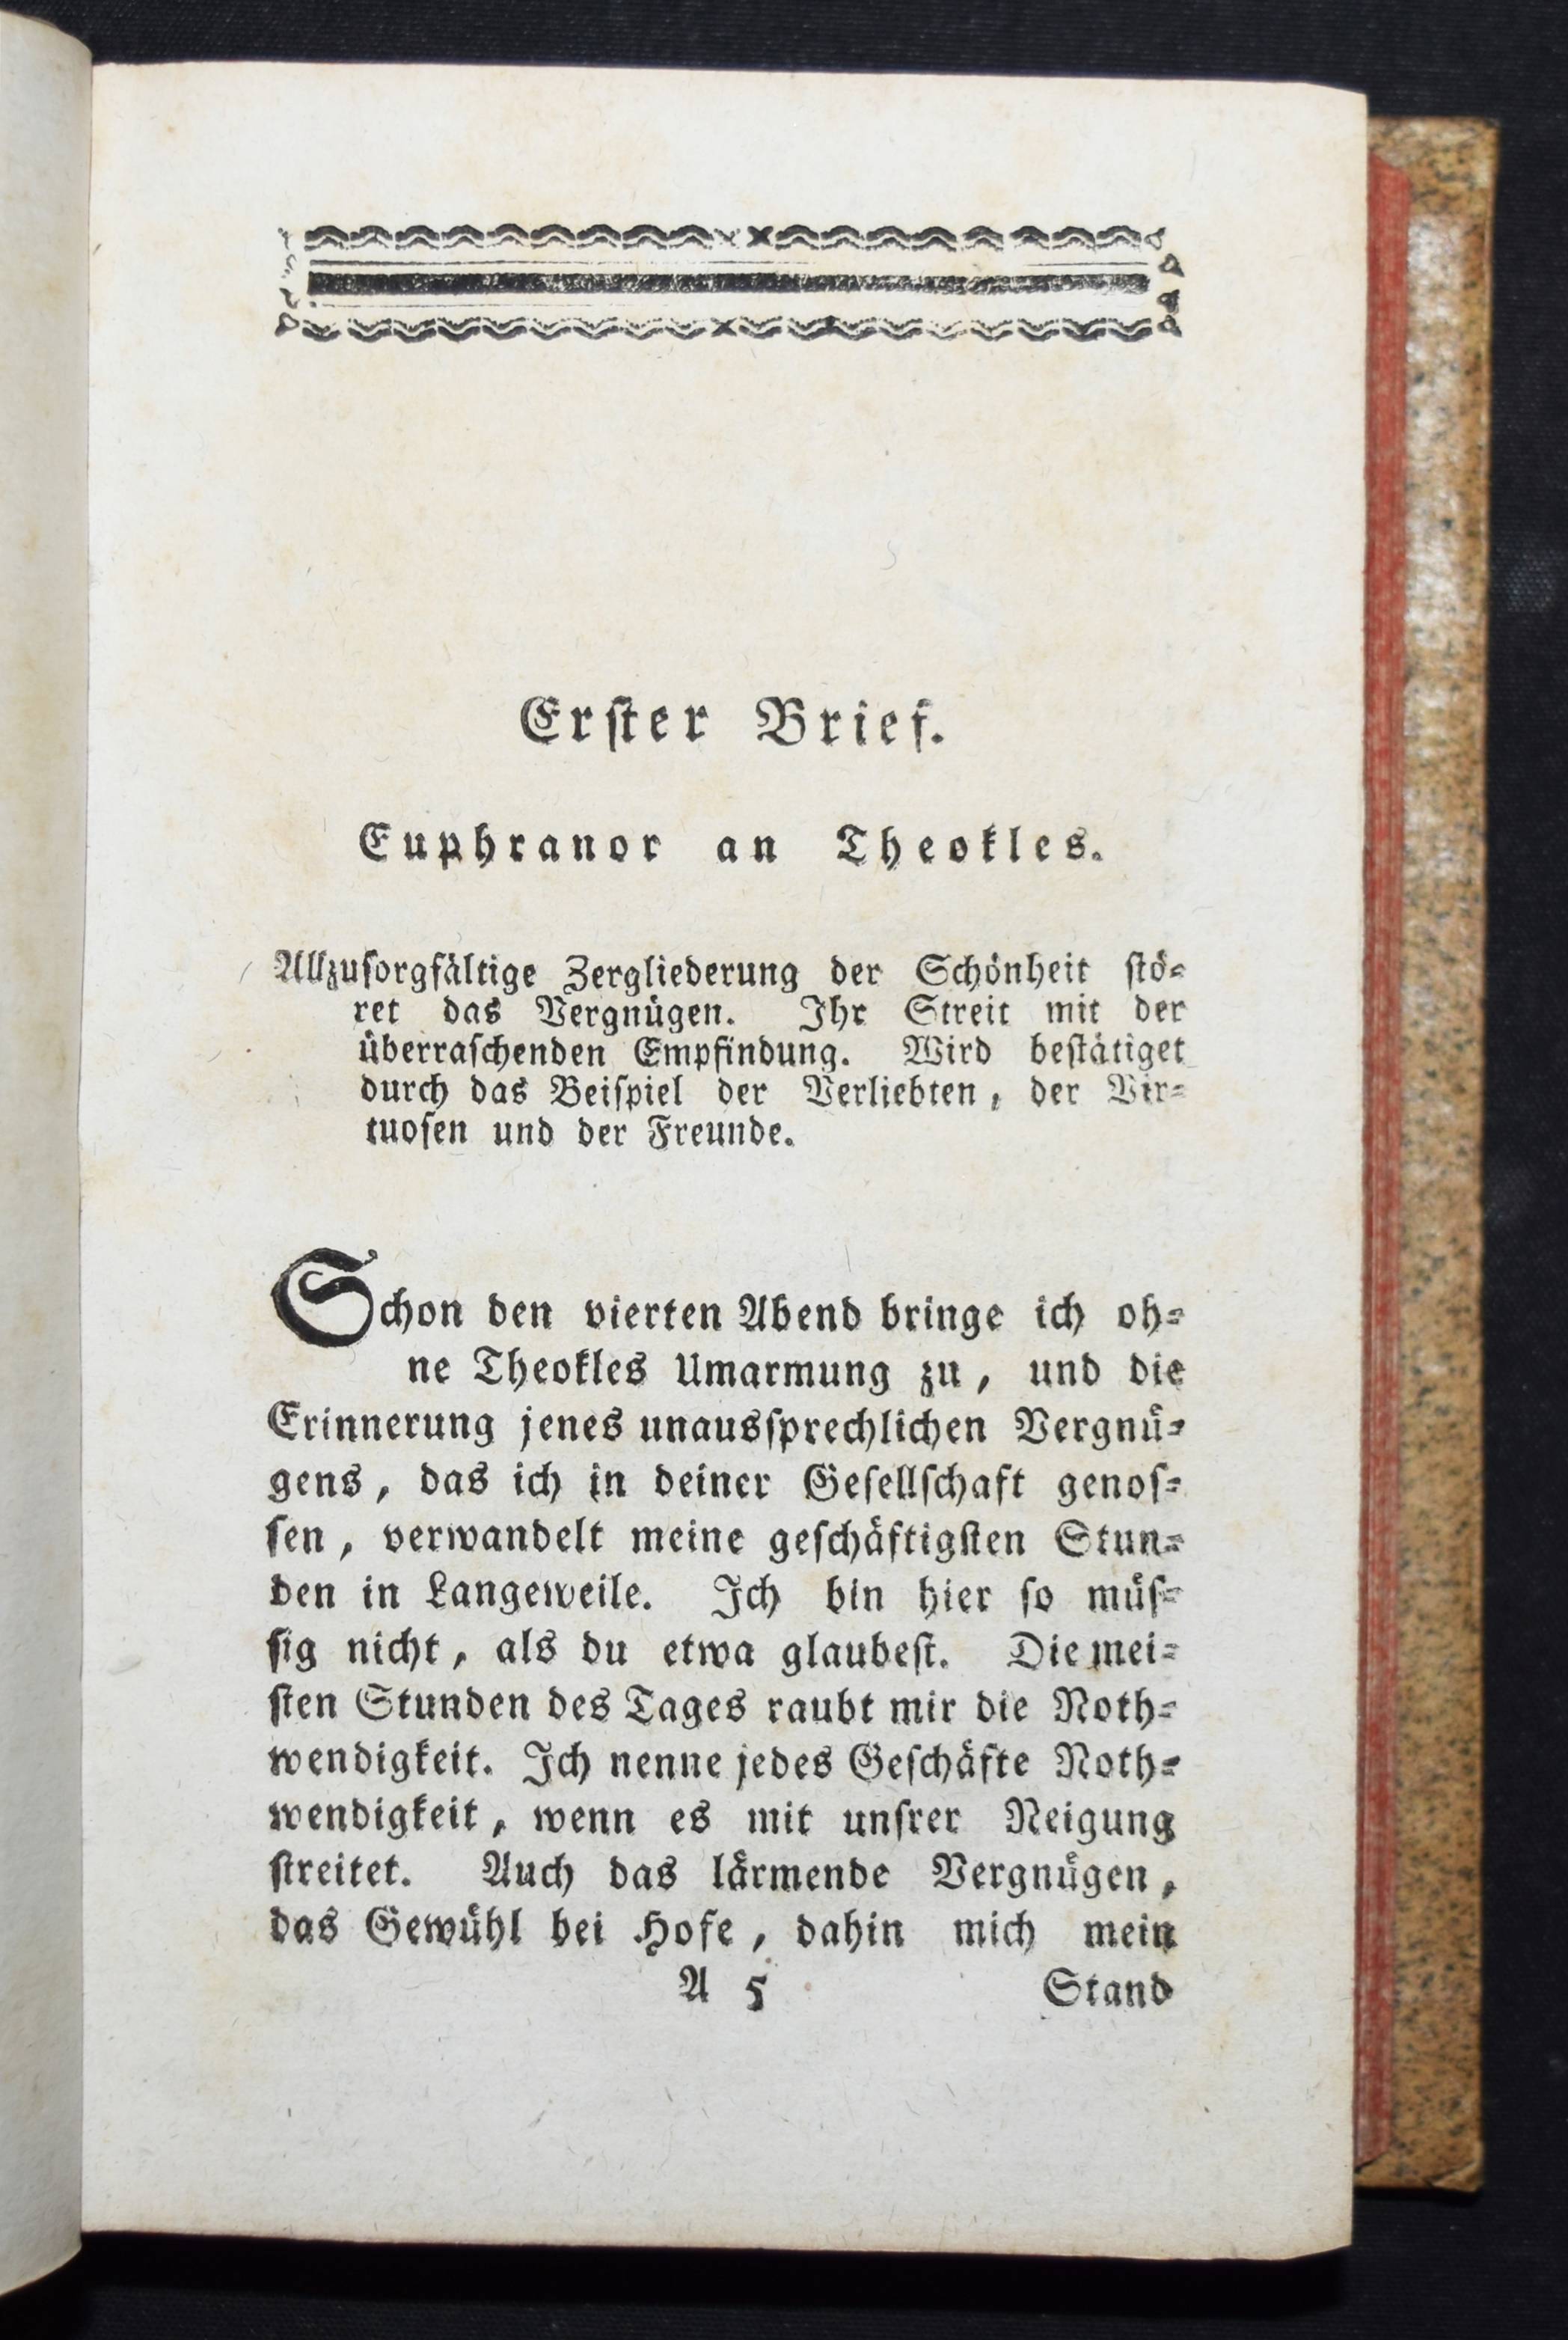 Erſter Brief.
Euphranor an Theokles.
Allzuſorgfältige Zergliederung der Schönheit ſtö⸗
ret das Vergnügen. Ihr Streit mit der
überraſchenden Empfindung. Wird beſtätiget
durch das Beiſpiel der Verliebten, der Vir⸗
tuoſen und der Freunde.
Schon den vierten Abend bringe ich oh⸗
ne Theokles Umarmung zu, und die
Erinnerung jenes unausſprechlichen Vergnü⸗
gens, das ich in deiner Geſellſchaft genoſ⸗
ſen, verwandelt meine geſchäftigſten Stun⸗
den in Langeweile. Ich bin hier ſo müſ⸗
ſig nicht, als du etwa glaubeſt. Die mei⸗
ſten Stunden des Tages raubt mir die Noth⸗
wendigkeit. Ich nenne jedes Geſchäfte Noth⸗
wendigkeit, wenn es mit unſrer Neigung
ſtreitet. Auch das lärmende Vergnügen,
das Gewühl bei Hofe, dahin mich mein
A 5 Stand